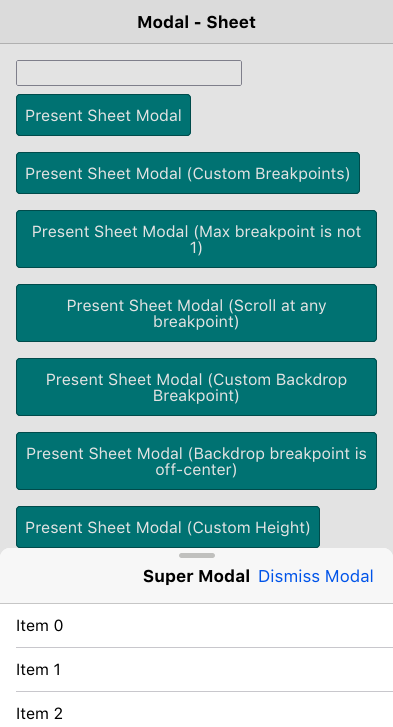 Modal - Sheet
Present Sheet Modal
Present Sheet Modal (Custom Breakpoints)
Present Sheet Modal (Max breakpoint is not
1)
Present Sheet Modal (Scroll at any
breakpoint)
Present Sheet Modal (Custom Backdrop
Breakpoint)
Present Sheet Modal (Backdrop breakpoint is
off-center)
Present Sheet Modal (Custom Height)
Super Modal Dismiss Modal
Item 0
Item 1
Item 2